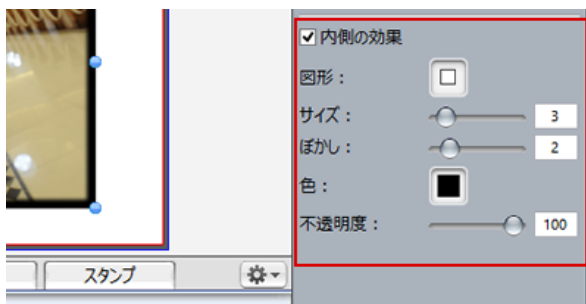 内側の効果
図形：
サイズ： 3
ぼかし： 2
色：
不透明度： 100
スタンプ